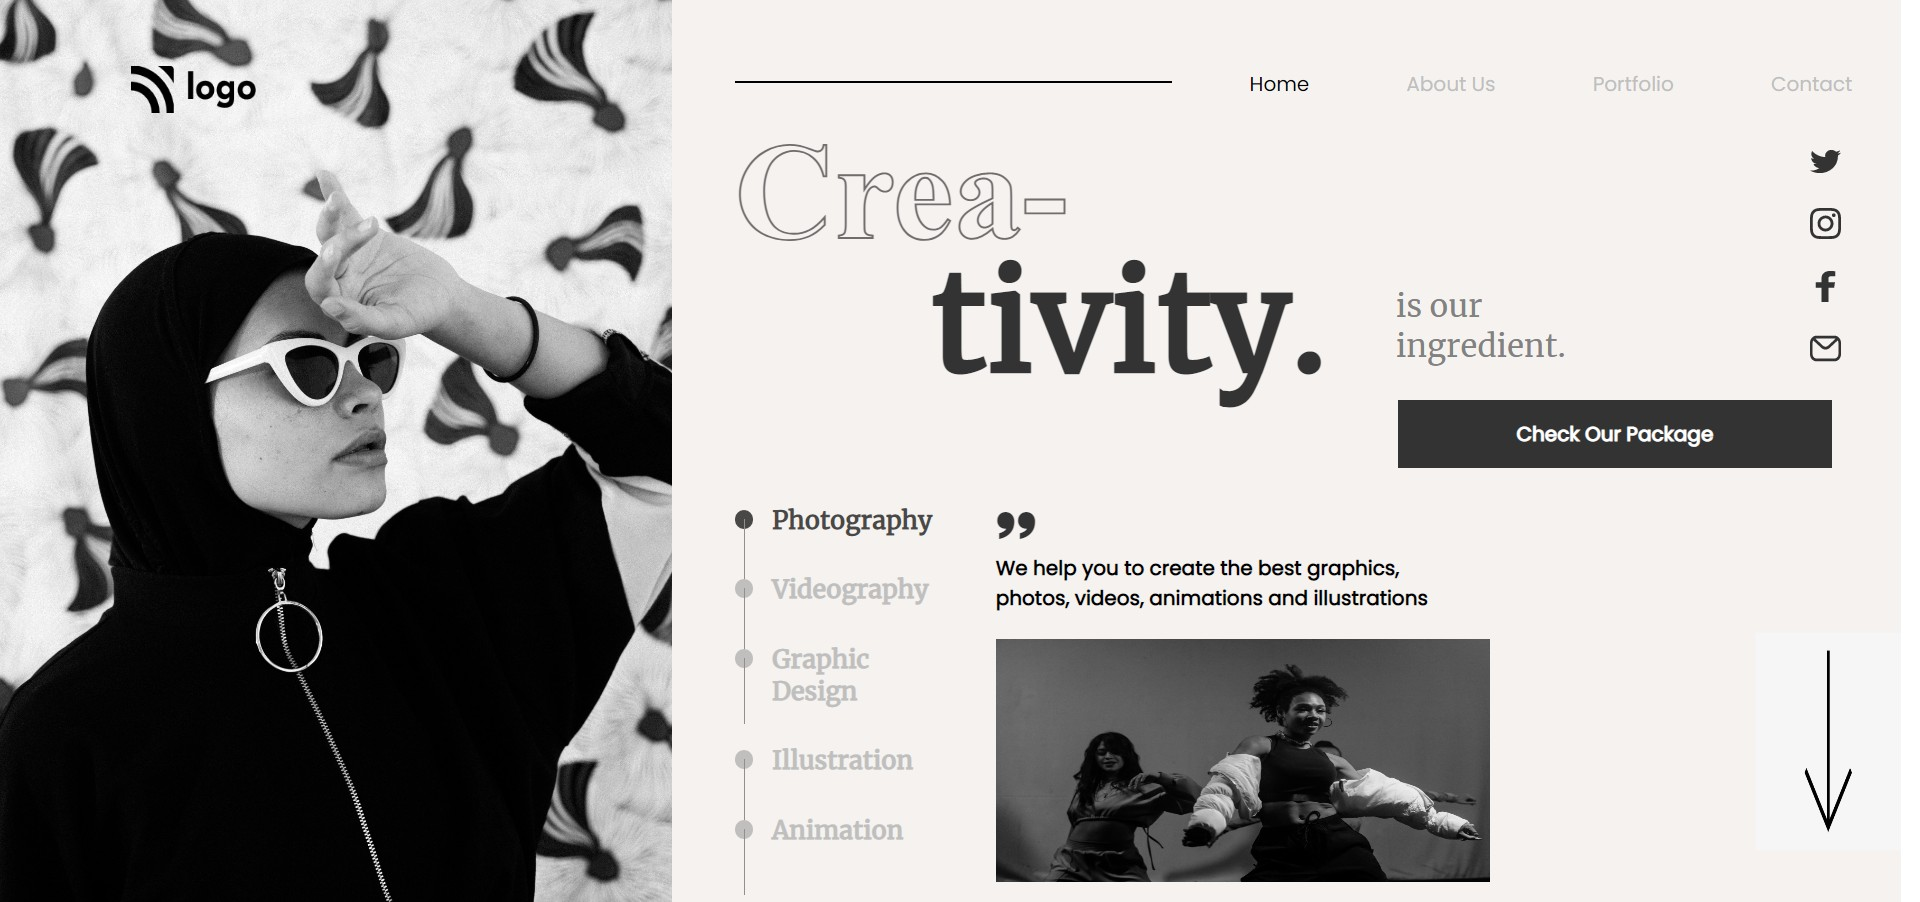 logo
Home
About Us
Portfolio
Contact
Crea-
tivity.
is our
ingredient.
Check Our Package
Photography
Videography
Graphic
Design
Illustration
Animation
”
We help you to create the best graphics,
photos, videos, animations and illustrations